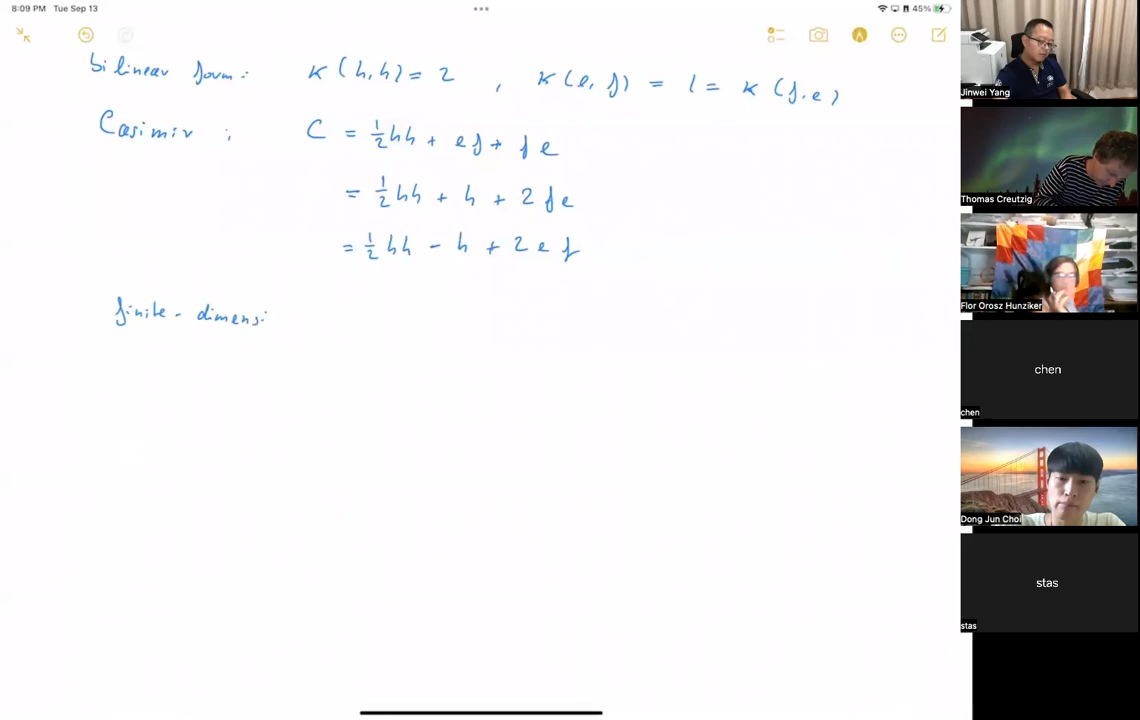 8:09 PM Tue Sep 13
45%
bilinear form: κ(h,h) = 2 , κ(e,f) = 1 = κ(f,e)
Casimir : C = ½hh + ef + fe
= ½hh + h + 2fe
= ½hh - h + 2ef
finite-dimensi
Jinwei Yang
Thomas Creutzig
Flor Orosz Hunziker
chen
chen
Dong Jun Choi
stas
stas